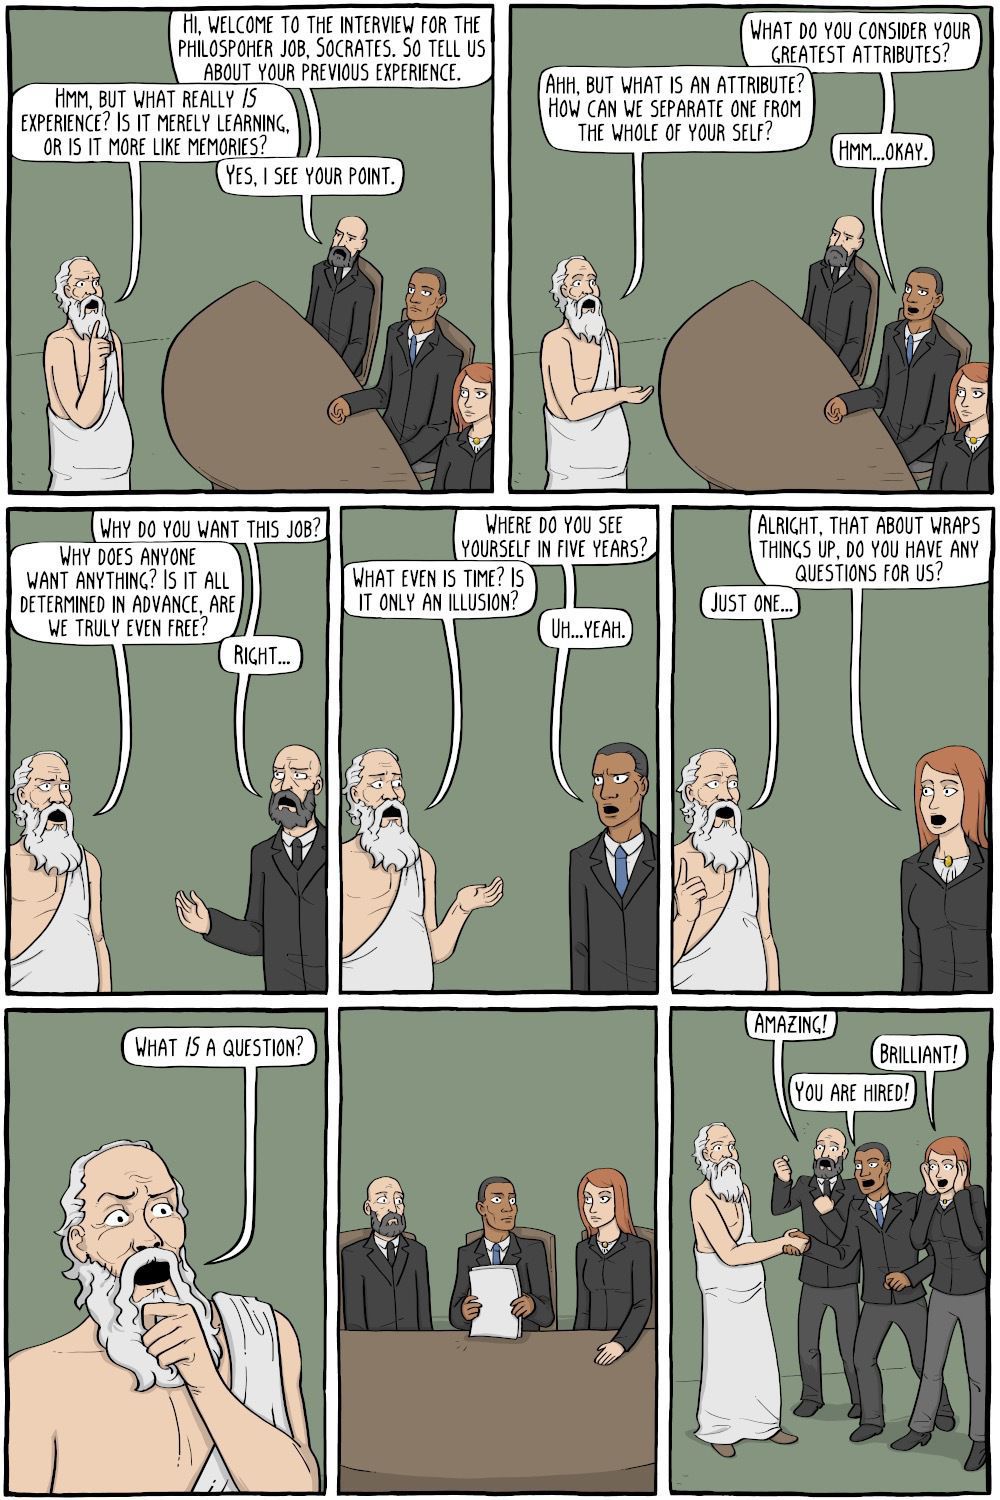 Hi, welcome to the interview for the
philospoher job, Socrates. So tell us
about your previous experience.
Hmm, but what really is
experience? Is it merely learning,
or is it more like memories?
Yes, I see your point.
What do you consider your
greatest attributes?
Ahh, but what is an attribute?
How can we separate one from
the whole of your self?
Hmm...okay.
Why do you want this job?
Why does anyone
want anything? Is it all
determined in advance, are
we truly even free?
Right...
Where do you see
yourself in five years?
What even is time? Is
it only an illusion?
Uh...yeah.
Alright, that about wraps
things up, do you have any
questions for us?
Just one...
What is a question?
Amazing!
Brilliant!
You are hired!